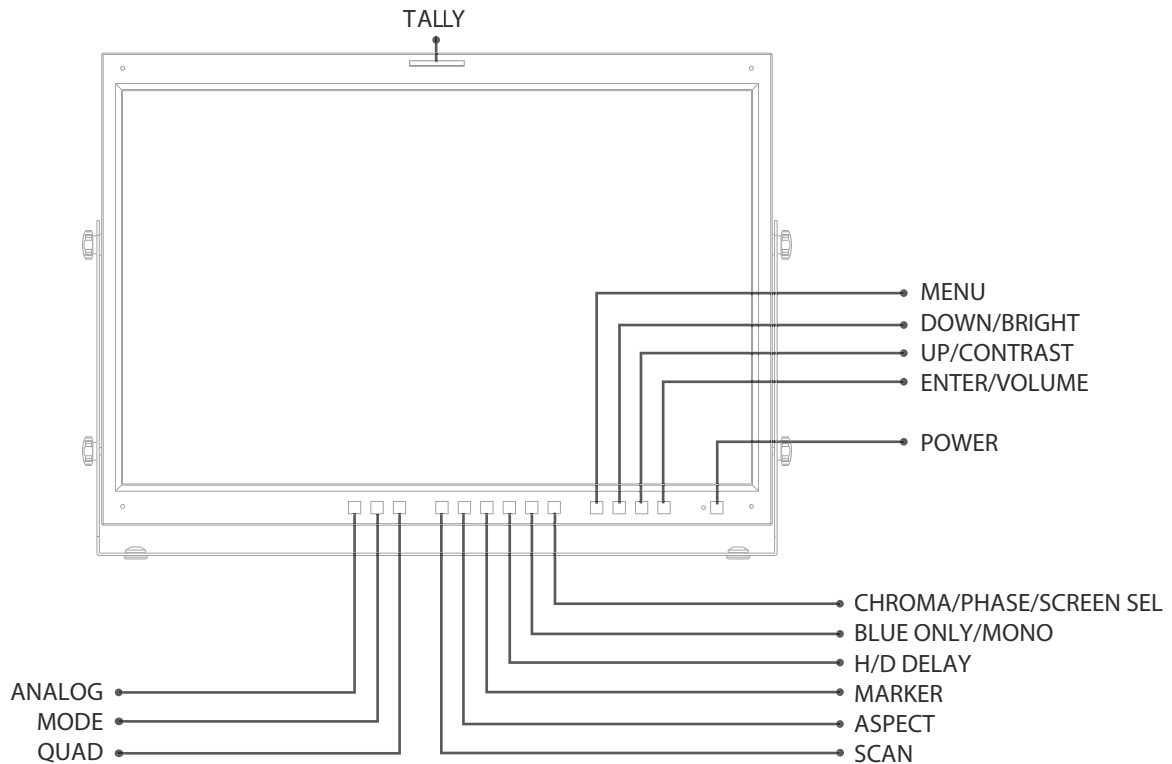 TALLY
MENU
DOWN/BRIGHT
UP/CONTRAST
ENTER/VOLUME
POWER
CHROMA/PHASE/SCREEN SEL
BLUE ONLY/MONO
H/D DELAY
MARKER
ASPECT
SCAN
ANALOG
MODE
QUAD